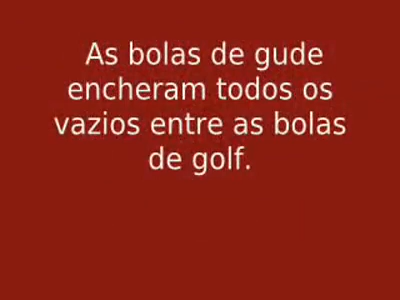 As bolas de gude
encheram todos os
vazios entre as bolas
de golf.